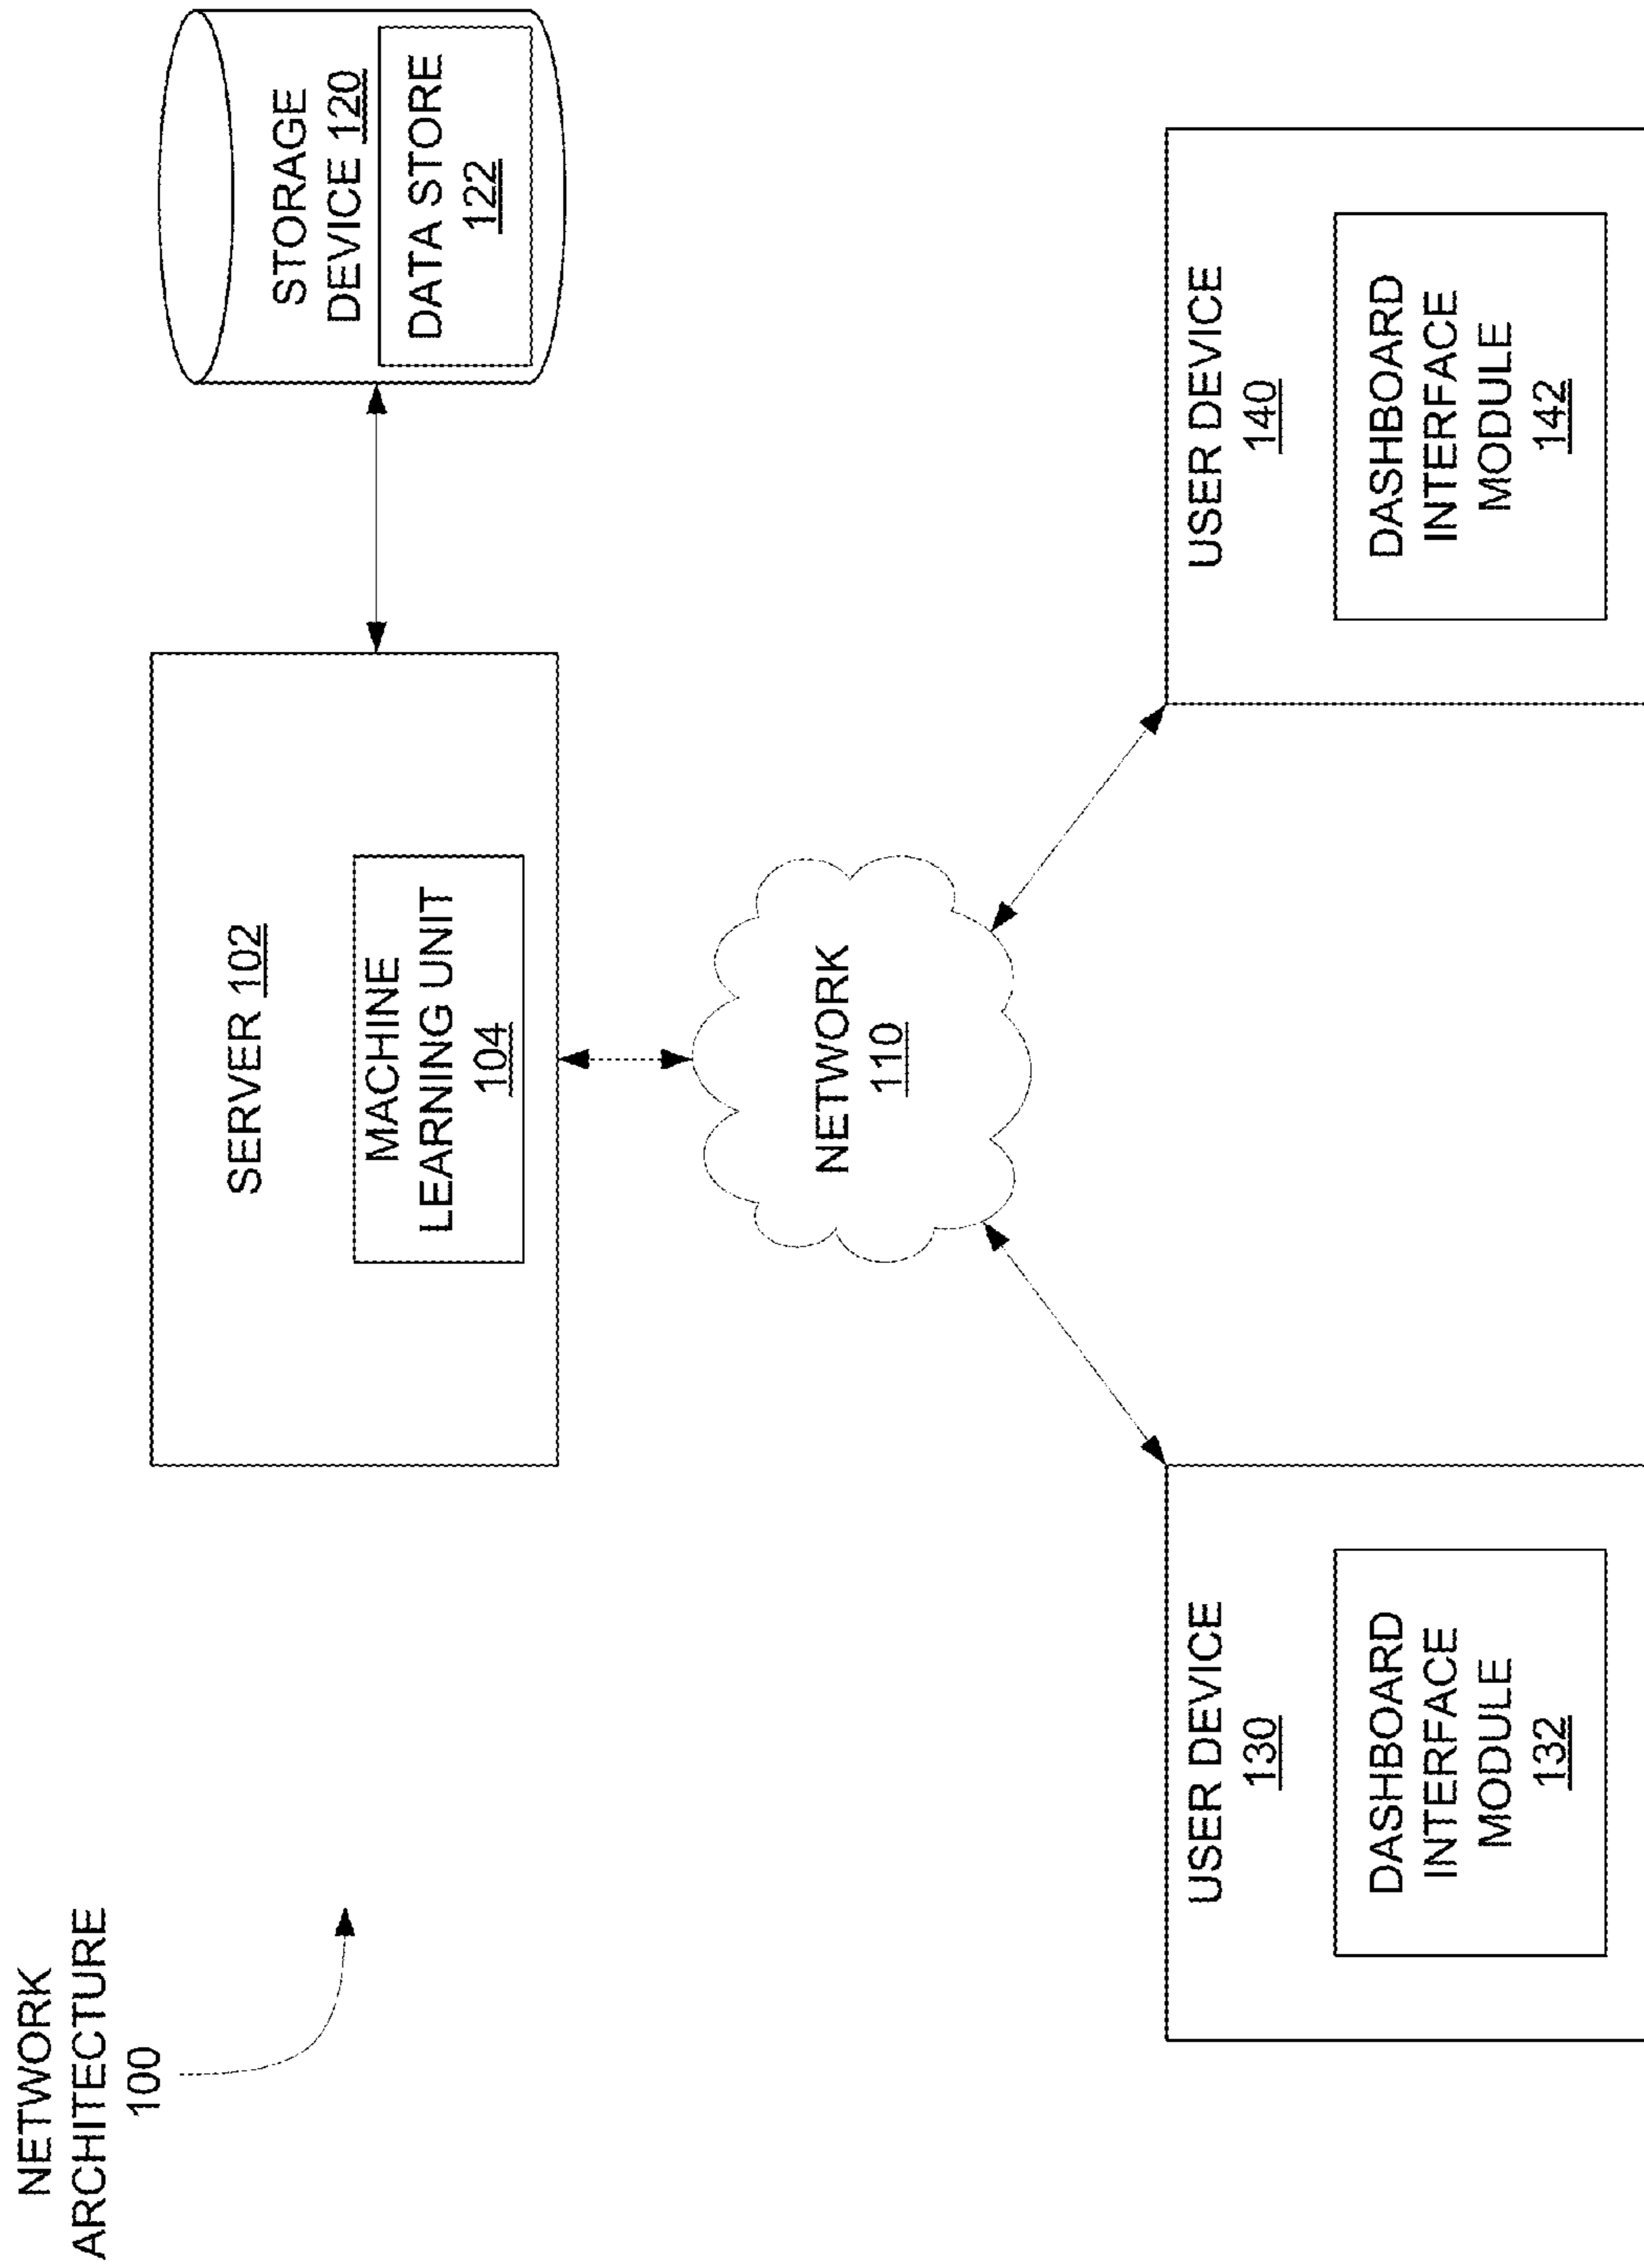 NETWORK
ARCHITECTURE
100
SERVER 102
MACHINE
LEARNING UNIT
104
STORAGE
DEVICE 120
DATA STORE
122
NETWORK
110
USER DEVICE
130
DASHBOARD
INTERFACE
MODULE
132
USER DEVICE
140
DASHBOARD
INTERFACE
MODULE
142